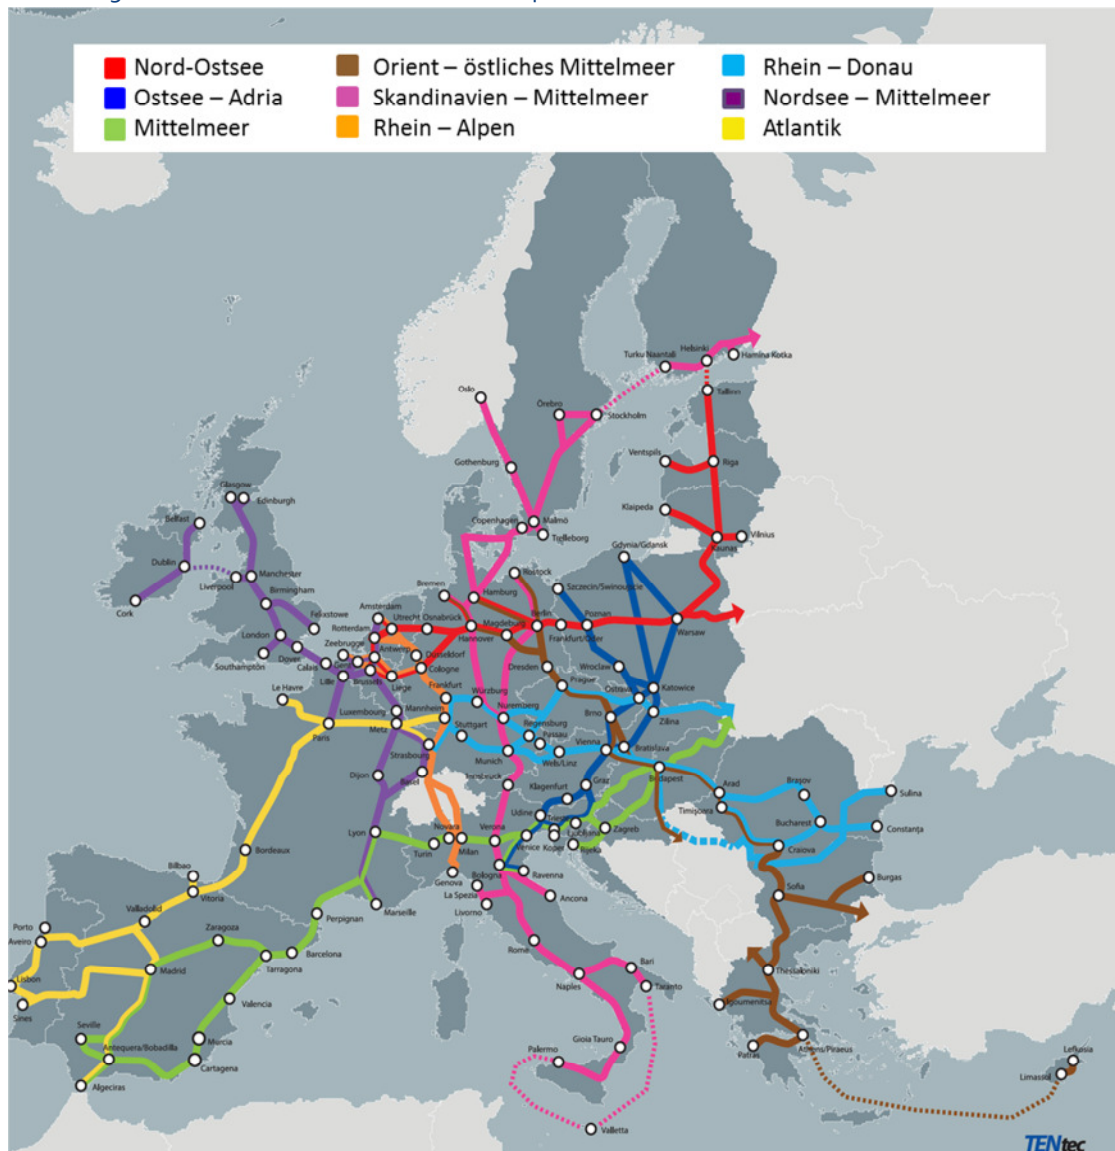 Nord-Ostsee
Ostsee – Adria
Mittelmeer
Orient – östliches Mittelmeer
Skandinavien – Mittelmeer
Rhein – Alpen
Rhein – Donau
Nordsee – Mittelmeer
Atlantik
Turku Naantali
Helsinki
Hamina Kotka
Tallinn
Oslo
Örebro
Stockholm
Ventspils
Riga
Gothenburg
Glasgow
Edinburgh
Klaipeda
Belfast
Copenhagen
Malmö
Trelleborg
Kaunas
Vilnius
Gdynia/Gdansk
Dublin
Liverpool
Manchester
Rostock
Szczecin/Swinoujscie
Birmingham
Bremen
Hamburg
Cork
Felixstowe
Amsterdam
Utrecht
Osnabrück
Magdeburg
Berlin
Poznan
Warsaw
Rotterdam
Hannover
Frankfurt/Oder
London
Zeebrugge
Dover
Southampton
Calais
Gent
Antwerp
Düsseldorf
Cologne
Dresden
Wroclaw
Lille
Brussels
Liege
Prague
Ostrava
Katowice
Le Havre
Frankfurt
Würzburg
Luxembourg
Mannheim
Nuremberg
Brno
Zilina
Paris
Metz
Stuttgart
Regensburg
Passau
Strasbourg
Munich
Wels/Linz
Vienna
Bratislava
Dijon
Basel
Innsbruck
Klagenfurt
Graz
Budapest
Arad
Braşov
Sulina
Timişoara
Udine
Trieste
Lyon
Novara
Verona
Ljubljana
Zagreb
Bucharest
Constanţa
Turin
Milan
Venice
Koper
Rijeka
Craiova
Bordeaux
Genova
Bologna
Ravenna
Bilbao
Vitoria
La Spezia
Livorno
Ancona
Marseille
Sofia
Burgas
Valladolid
Perpignan
Porto
Aveiro
Zaragoza
Barcelona
Rome
Tarragona
Madrid
Lisbon
Bari
Thessaloniki
Naples
Taranto
Valencia
Sines
Igoumenitsa
Seville
Murcia
Gioia Tauro
Patras
Athens/Piraeus
Antequera/Bobadilla
Cartagena
Palermo
Lefkosia
Limassol
Algeciras
Valletta
TENtec